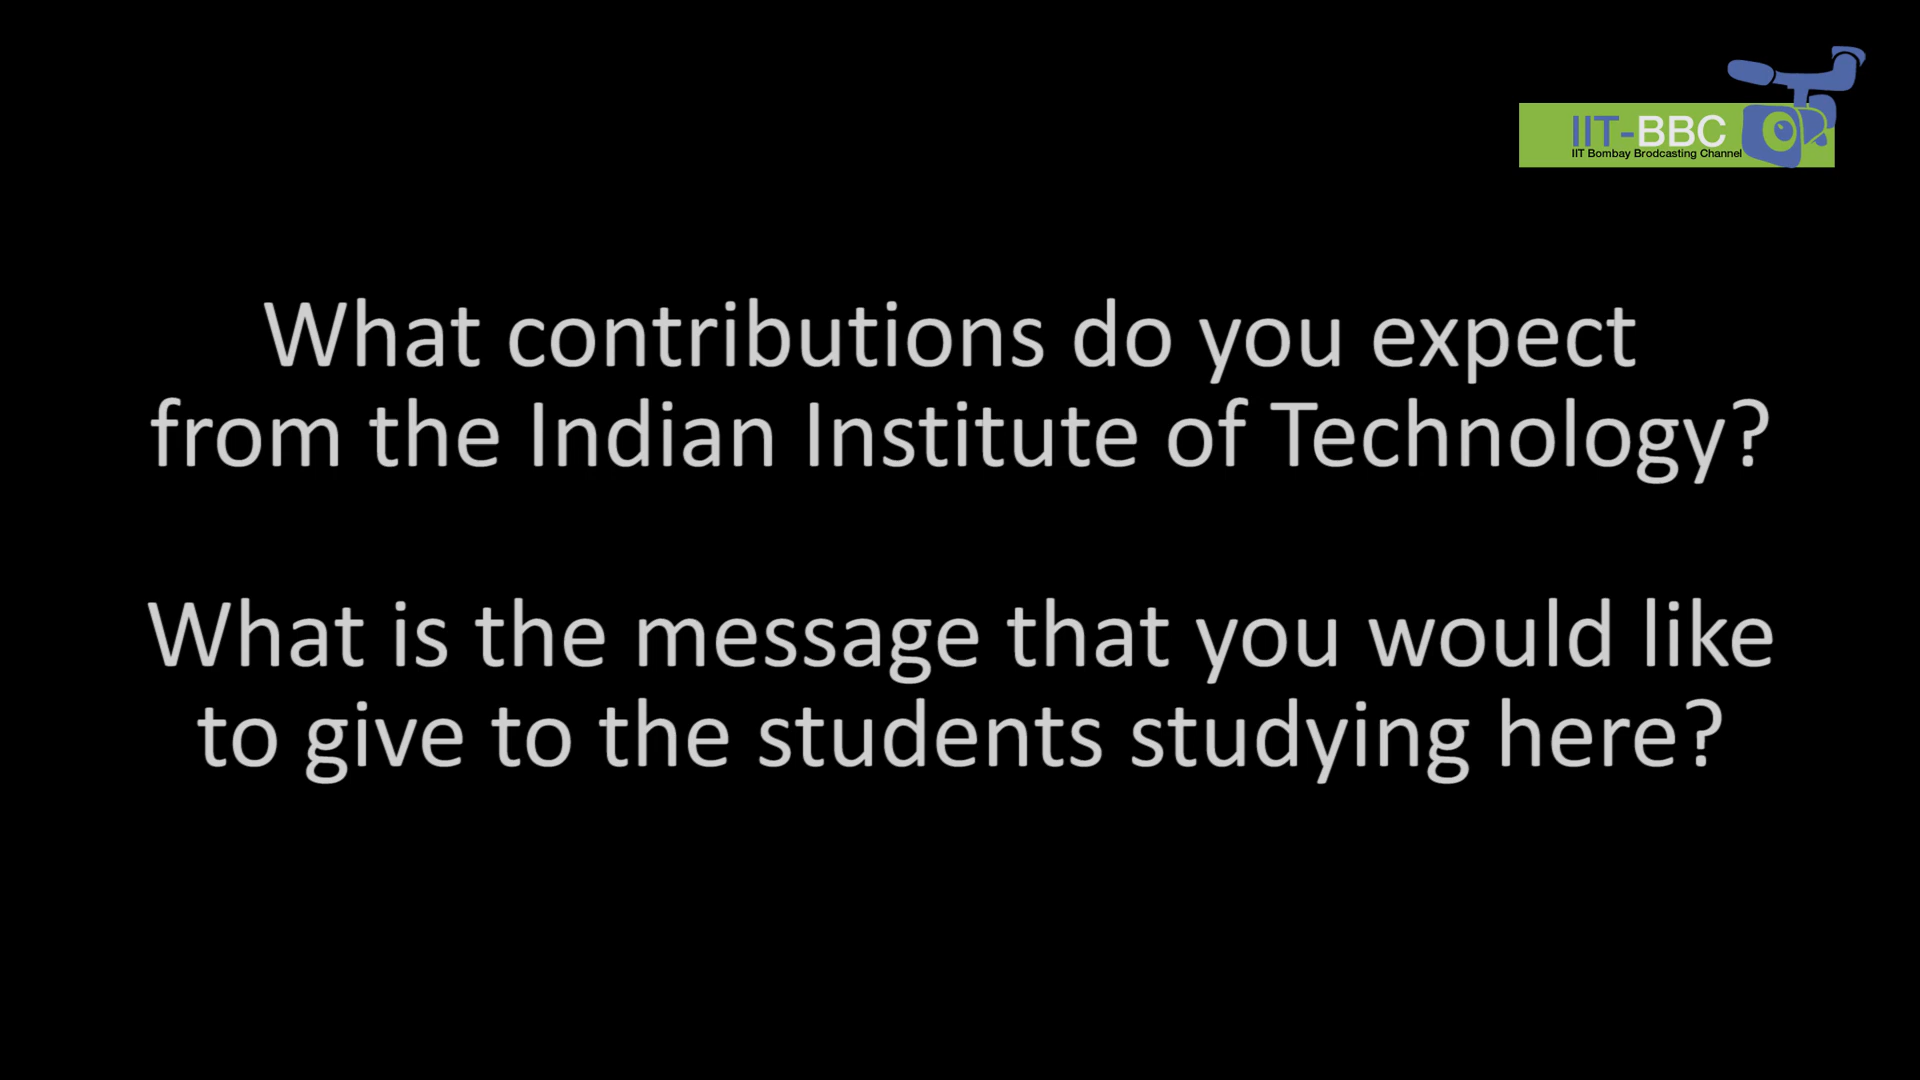 IIT-BBC
IIT Bombay Brodcasting Channel
What contributions do you expect
from the Indian Institute of Technology?
What is the message that you would like
to give to the students studying here?